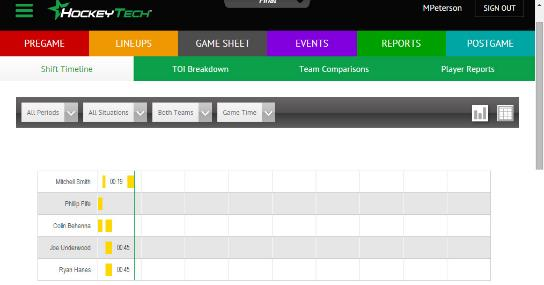 Final
HOCKEYTECH
MPeterson
SIGN OUT
PREGAME LINEUPS GAME SHEET EVENTS REPORTS POSTGAME
Shift Timeline TOI Breakdown Team Comparisons Player Reports
All Periods All Situations Both Teams Game Time
Mitchell Smith 00:19
Philip Fife
Colin Behenna
Joe Underwood 00:45
Ryan Hanes 00:45